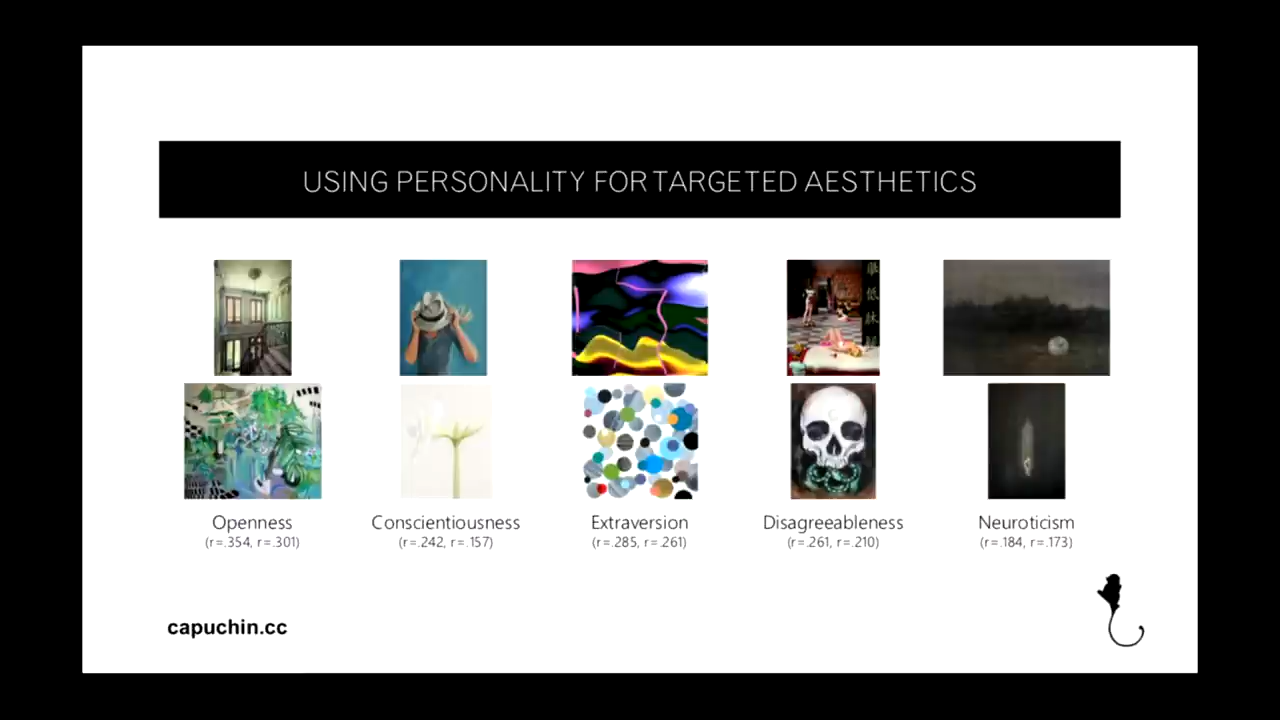 USING PERSONALITY FOR TARGETED AESTHETICS
Openness
(r=.354, r=.301)
Conscientiousness
(r=.242, r=.157)
Extraversion
(r=.285, r=.261)
Disagreeableness
(r=.261, r=.210)
Neuroticism
(r=.184, r=.173)
capuchin.cc